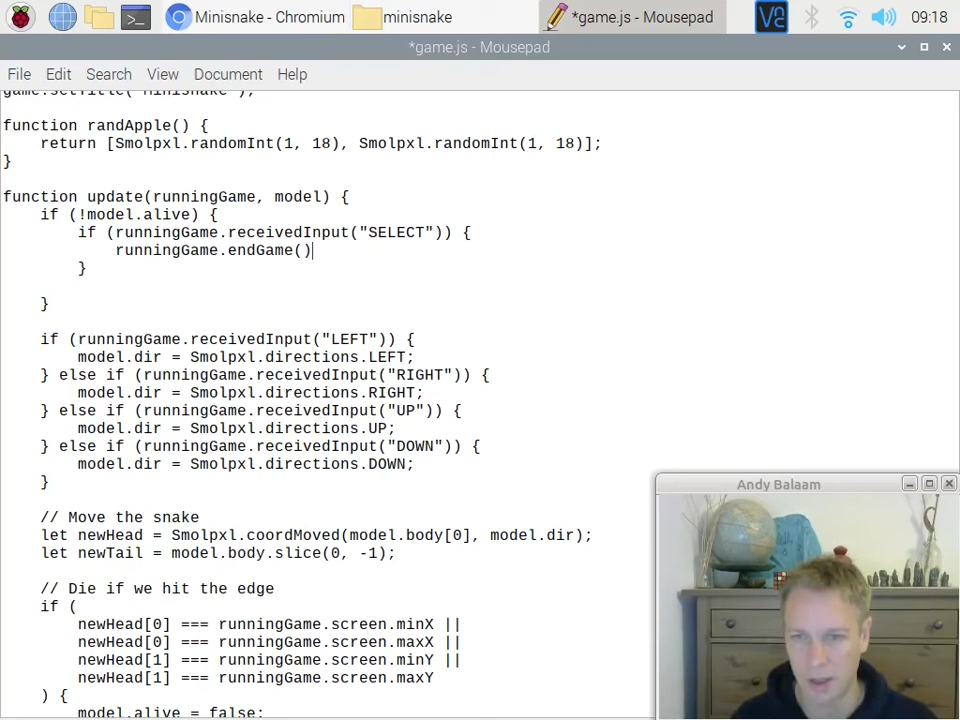 Minisnake - Chromium
minisnake
*game.js - Mousepad
09:18
*game.js - Mousepad
File Edit Search View Document Help
game.setTitle("Minisnake");
function randApple() {
    return [Smolpxl.randomInt(1, 18), Smolpxl.randomInt(1, 18)];
}
function update(runningGame, model) {
    if (!model.alive) {
        if (runningGame.receivedInput("SELECT")) {
            runningGame.endGame()
        }
    }
    if (runningGame.receivedInput("LEFT")) {
        model.dir = Smolpxl.directions.LEFT;
    } else if (runningGame.receivedInput("RIGHT")) {
        model.dir = Smolpxl.directions.RIGHT;
    } else if (runningGame.receivedInput("UP")) {
        model.dir = Smolpxl.directions.UP;
    } else if (runningGame.receivedInput("DOWN")) {
        model.dir = Smolpxl.directions.DOWN;
    }
    // Move the snake
    let newHead = Smolpxl.coordMoved(model.body[0], model.dir);
    let newTail = model.body.slice(0, -1);
    // Die if we hit the edge
    if (
        newHead[0] === runningGame.screen.minX ||
        newHead[0] === runningGame.screen.maxX ||
        newHead[1] === runningGame.screen.minY ||
        newHead[1] === runningGame.screen.maxY
    ) {
        model.alive = false;
Andy Balaam